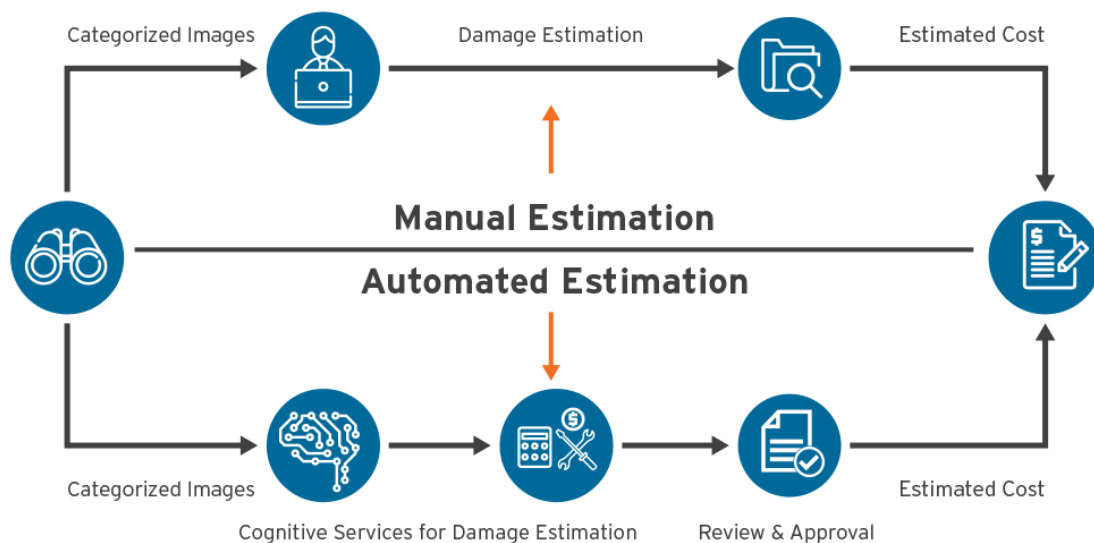 Categorized Images
Damage Estimation
Estimated Cost
$
Manual Estimation
Automated Estimation
$
Categorized Images
Estimated Cost
Cognitive Services for Damage Estimation
Review & Approval